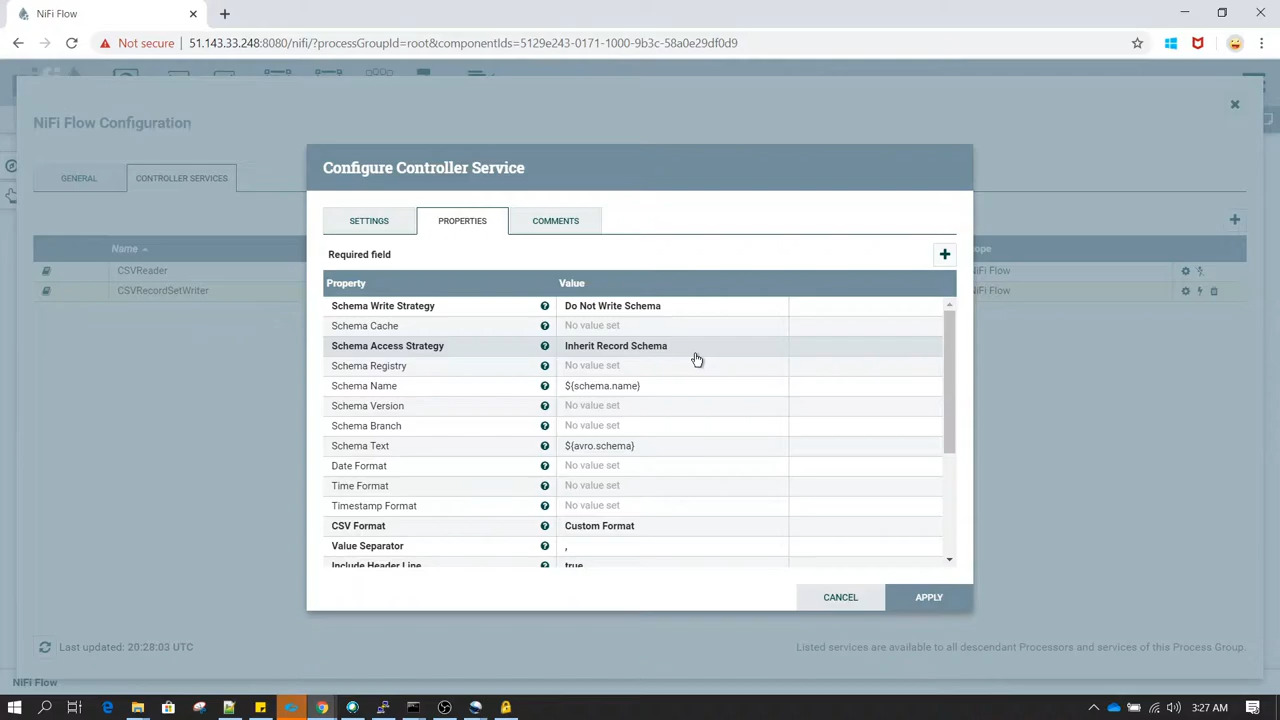 NiFi Flow
Not secure 51.143.33.248:8080/nifi/?processGroupId=root&componentIds=5129e243-0171-1000-9b3c-58a0e29df0d9
NiFi Flow Configuration
GENERAL CONTROLLER SERVICES
Name
CSVReader NiFi Flow
CSVRecordSetWriter NiFi Flow
Configure Controller Service
SETTINGS PROPERTIES COMMENTS
Required field
Property Value
Schema Write Strategy Do Not Write Schema
Schema Cache No value set
Schema Access Strategy Inherit Record Schema
Schema Registry No value set
Schema Name ${schema.name}
Schema Version No value set
Schema Branch No value set
Schema Text ${avro.schema}
Date Format No value set
Time Format No value set
Timestamp Format No value set
CSV Format Custom Format
Value Separator ,
Include Header Line true
CANCEL APPLY
Last updated: 20:28:03 UTC
Listed services are available to all descendant Processors and services of this Process Group.
NiFi Flow
3:27 AM